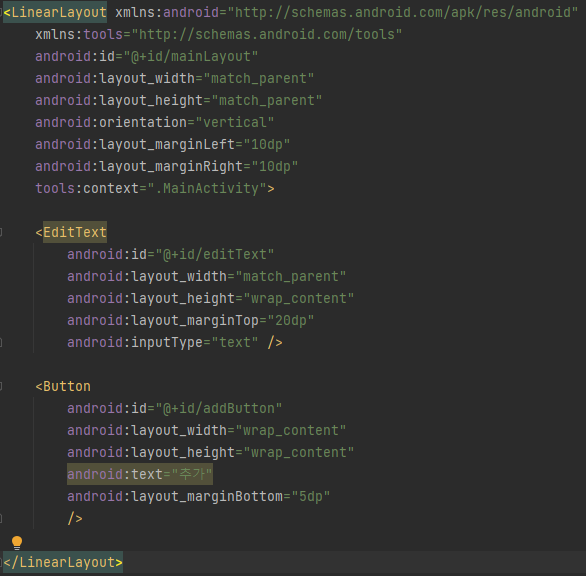 <LinearLayout xmlns:android="http://schemas.android.com/apk/res/android"
xmlns:tools="http://schemas.android.com/tools"
android:id="@+id/mainLayout"
android:layout_width="match_parent"
android:layout_height="match_parent"
android:orientation="vertical"
android:layout_marginLeft="10dp"
android:layout_marginRight="10dp"
tools:context=".MainActivity">
<EditText
android:id="@+id/editText"
android:layout_width="match_parent"
android:layout_height="wrap_content"
android:layout_marginTop="20dp"
android:inputType="text" />
<Button
android:id="@+id/addButton"
android:layout_width="wrap_content"
android:layout_height="wrap_content"
android:text="추가"
android:layout_marginBottom="5dp"
/>
</LinearLayout>